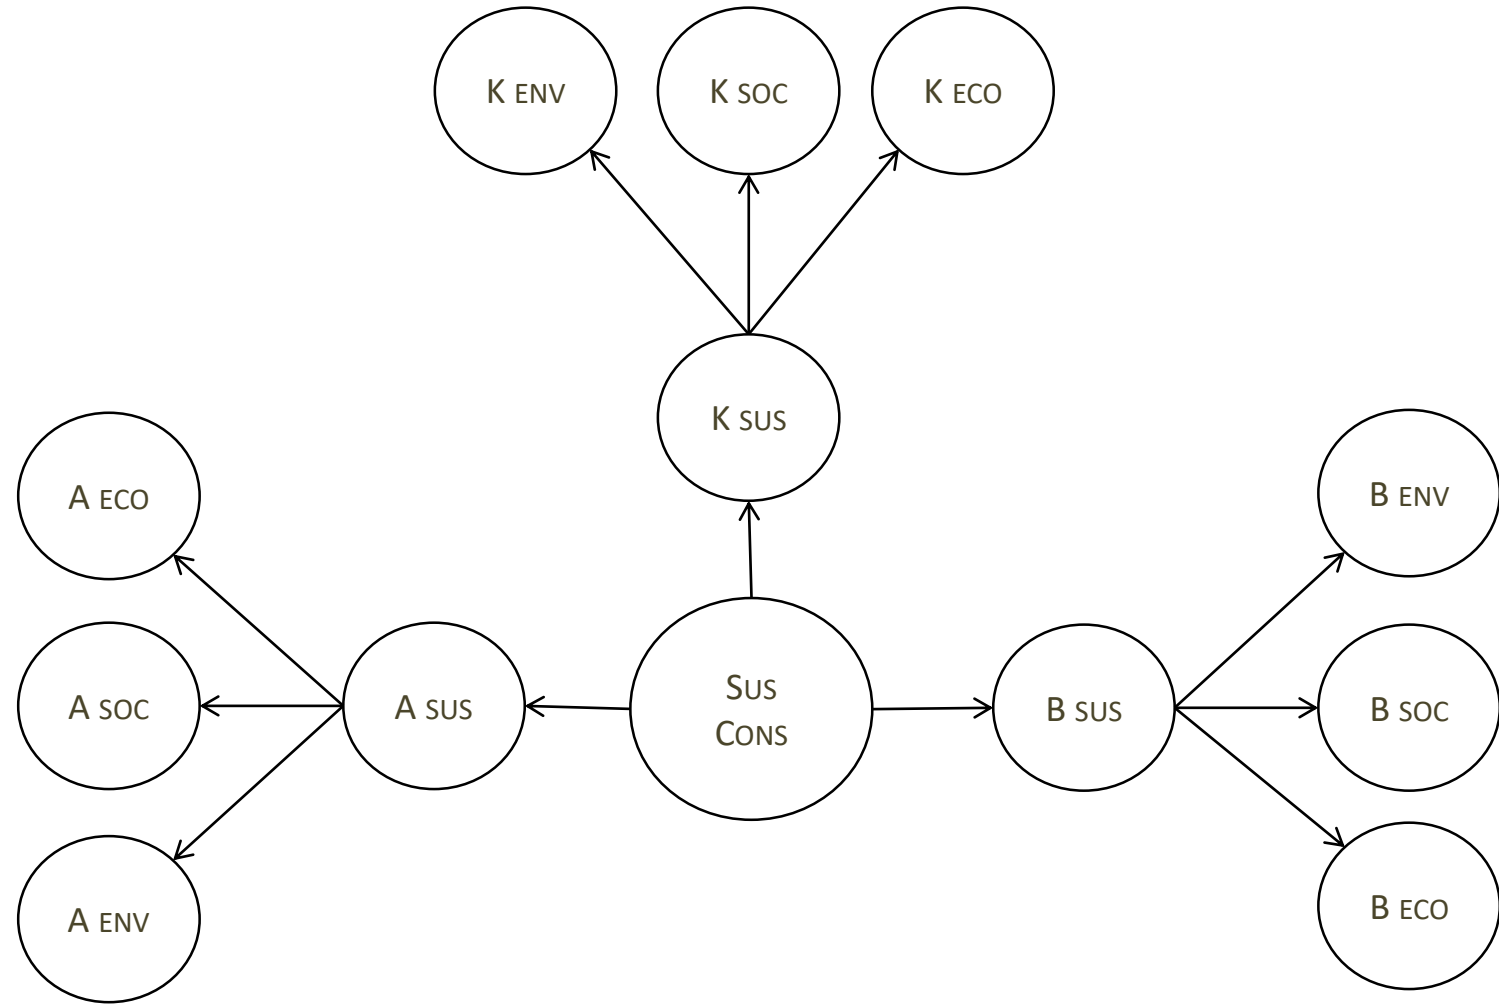 K ENV
K SOC
K ECO
K SUS
A ECO
B ENV
A SOC
A SUS
SUS
CONS
B SUS
B SOC
A ENV
B ECO